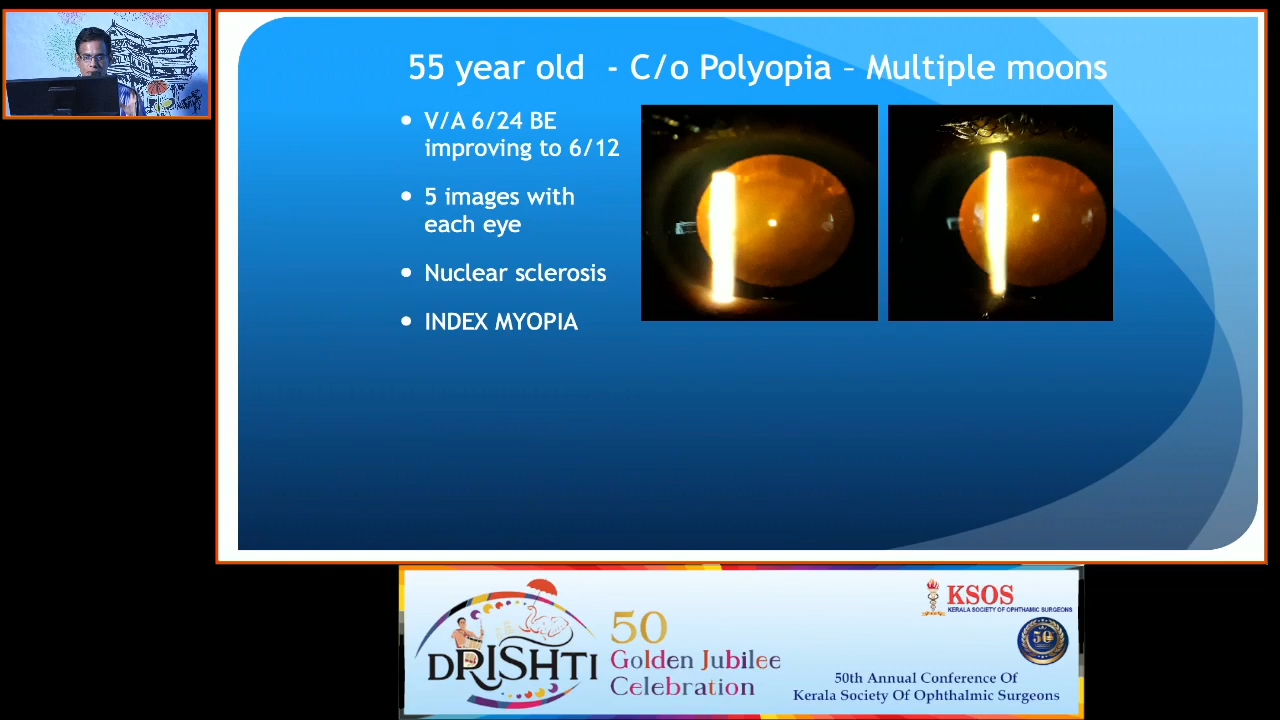 55 year old - C/o Polyopia – Multiple moons
V/A 6/24 BE
improving to 6/12
5 images with
each eye
Nuclear sclerosis
INDEX MYOPIA
DRISHTI
50
Golden Jubilee
Celebration
KSOS
KERALA SOCIETY OF OPHTHAMIC SURGEONS
50
50th Annual Conference Of
Kerala Society Of Ophthalmic Surgeons